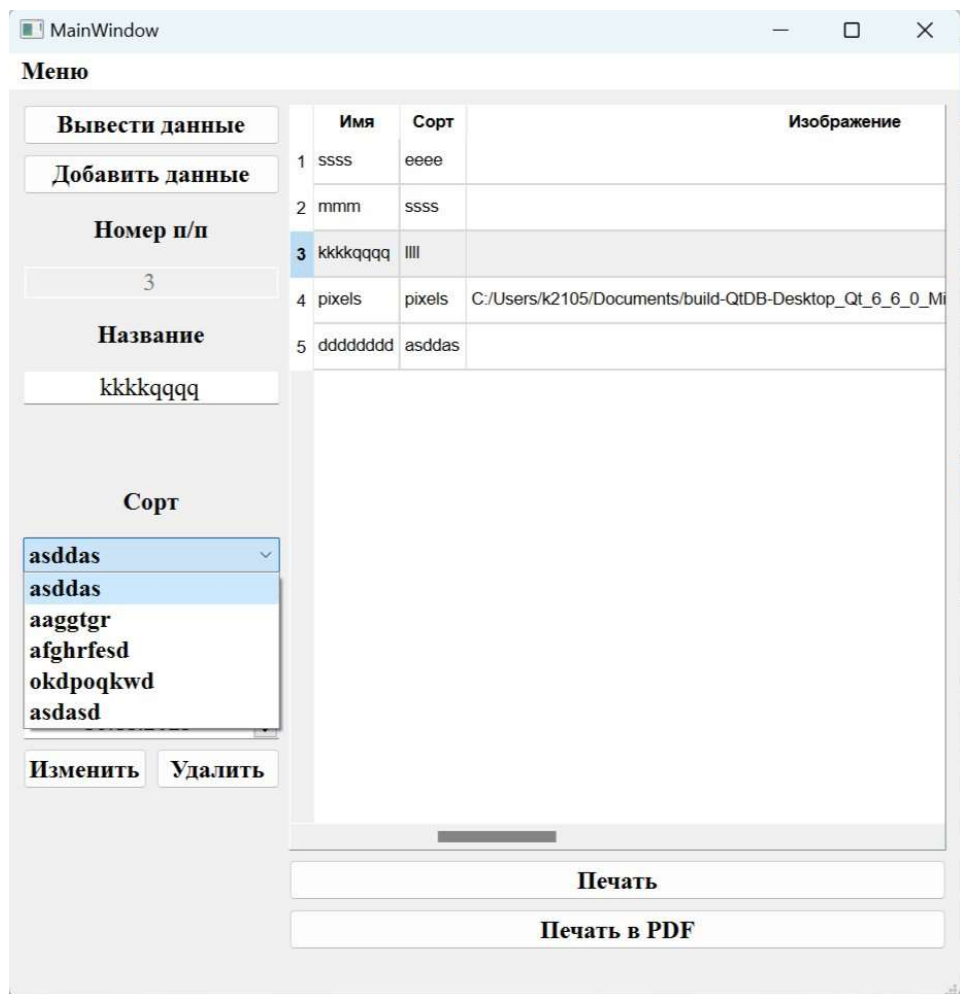 MainWindow
Меню
Вывести данные
Добавить данные
Номер п/п
3
Название
kkkkqqqq
Сорт
asddas
asddas
aaggtgr
afghrfesd
okdpoqkwd
asdasd
Изменить Удалить
Имя Сорт Изображение
1 ssss eeee
2 mmm ssss
3 kkkkqqqq llll
4 pixels pixels C:/Users/k2105/Documents/build-QtDB-Desktop_Qt_6_6_0_Mi
5 dddddddd asddas
Печать
Печать в PDF